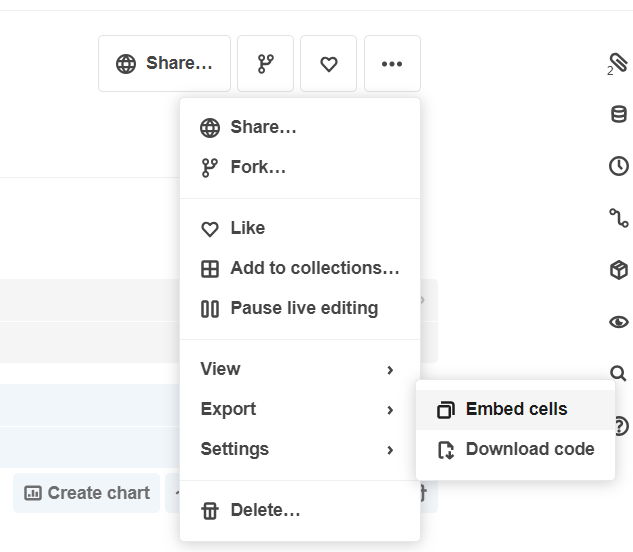 Share…
2
Share…
Fork…
Like
Add to collections…
Pause live editing
View
Export
Embed cells
Settings
Download code
Create chart
Delete…